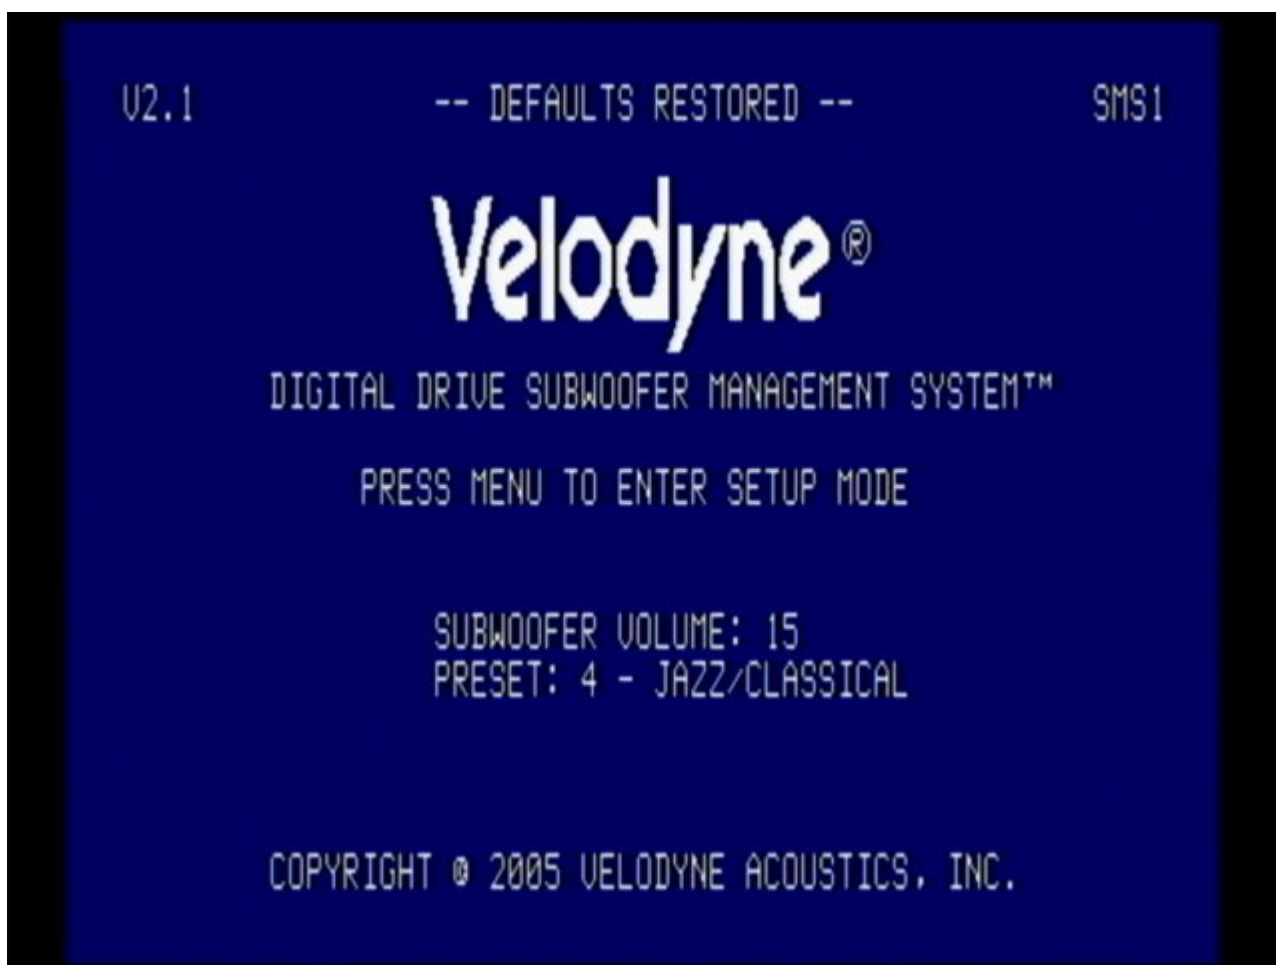 V2.1 -- DEFAULTS RESTORED -- SMS1
Velodyne®
DIGITAL DRIVE SUBWOOFER MANAGEMENT SYSTEM™
PRESS MENU TO ENTER SETUP MODE
SUBWOOFER VOLUME: 15
PRESET: 4 - JAZZ/CLASSICAL
COPYRIGHT © 2005 VELODYNE ACOUSTICS, INC.